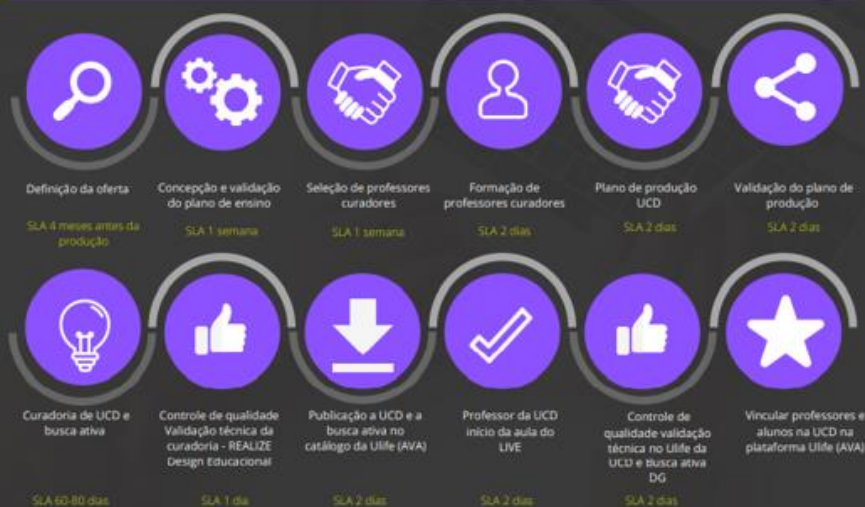 Definição da oferta
SLA 4 meses antes da
produção
Concepção e validação
do plano de ensino
SLA 1 semana
Seleção de professores
curadores
SLA 1 semana
Formação de
professores curadores
SLA 2 dias
Plano de produção
UCD
SLA 2 dias
Validação do plano de
produção
SLA 2 dias
Curadoria de UCD e
busca ativa
SLA 60-80 dias
Controle de qualidade
Validação técnica da
curadoria - REALIZE
Design Educacional
SLA 1 dia
Publicação a UCD e a
busca ativa no
catálogo da Ulife (AVA)
SLA 2 dias
Professor da UCD
início da aula do
LIVE
SLA 2 dias
Controle de
qualidade validação
técnica no Ulife da
UCD e Busca ativa
DG
SLA 2 dias
Vincular professores e
alunos na UCD na
plataforma Ulife (AVA)